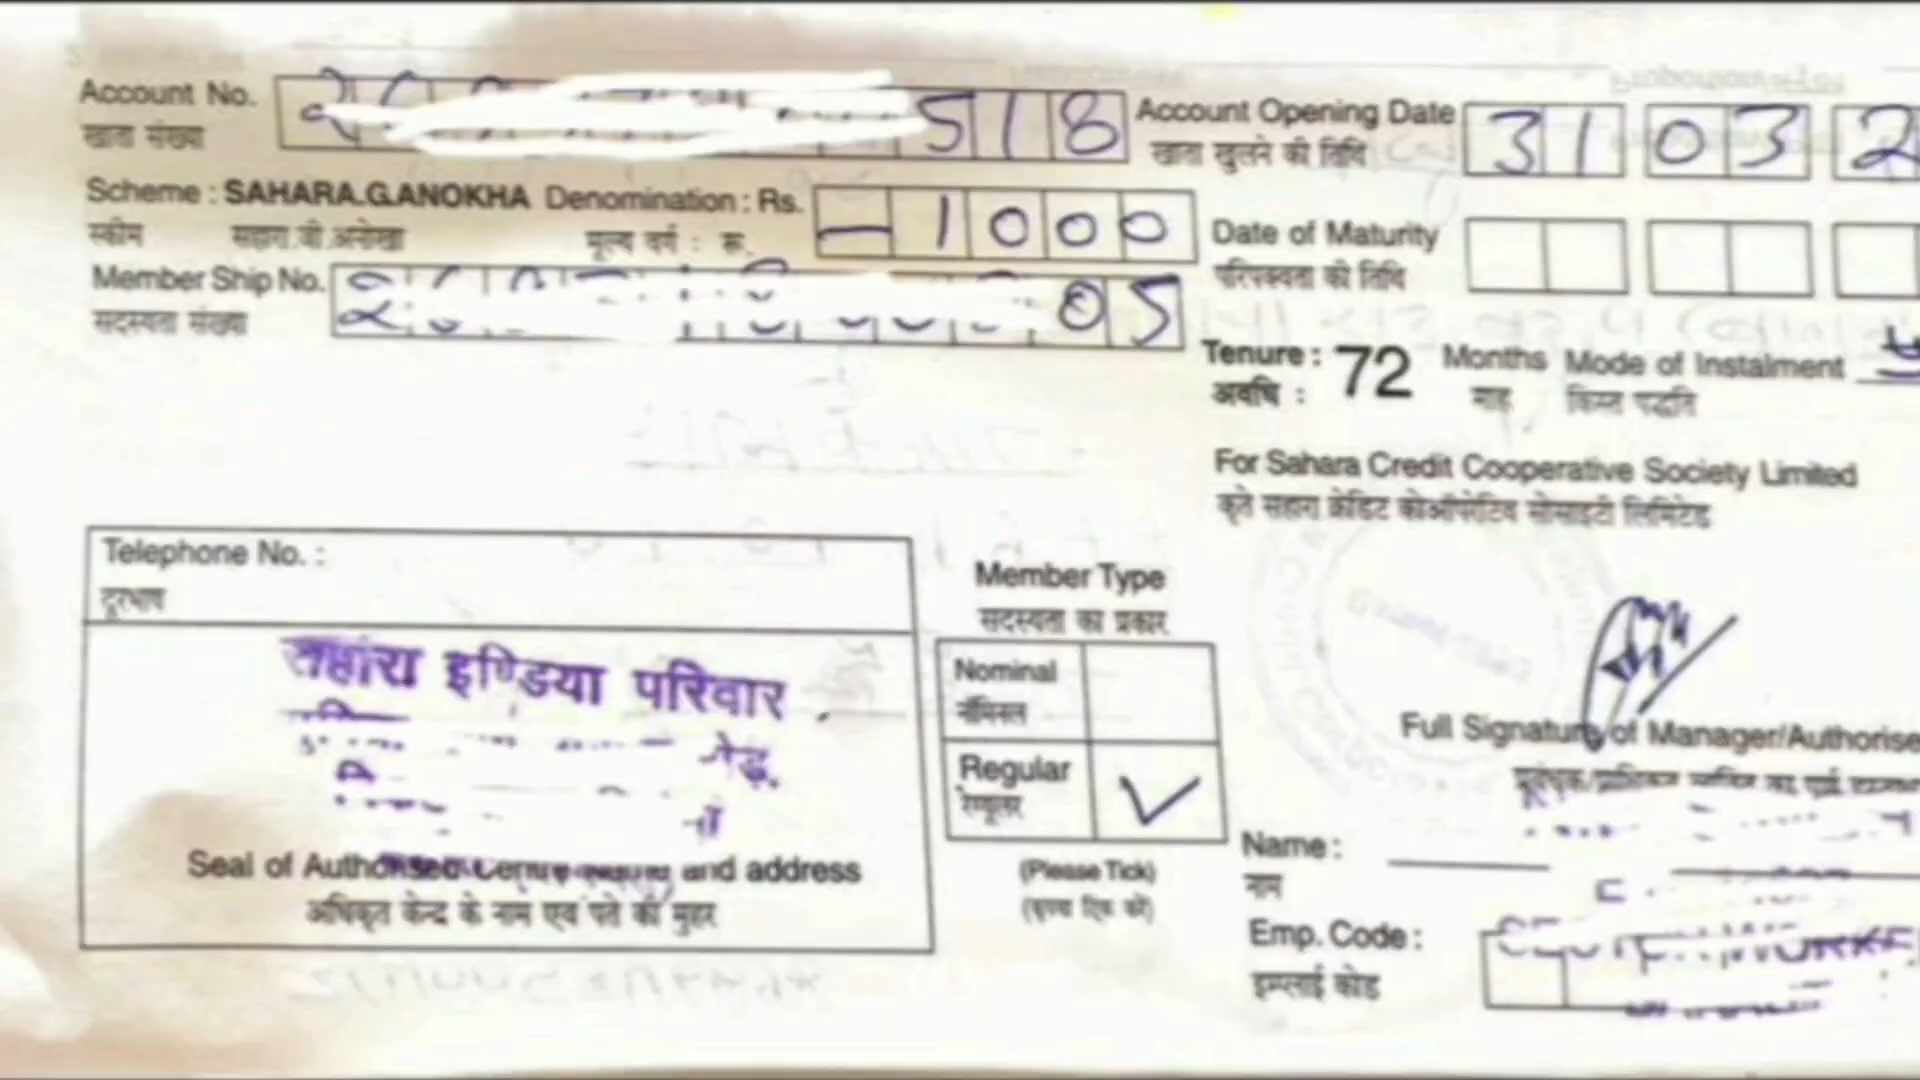 Account No. 518 Account Opening Date 31 03 2
खाता संख्या खाता खुलने की तिथि
Scheme : SAHARA.G.ANOKHA Denomination : Rs. — 1000 Date of Maturity
स्कीम सहारा.जी.अनोखा मूल्य वर्ग : रू. परिपक्वता की तिथि
Member Ship No. 05
सदस्यता संख्या
Tenure : 72 Months Mode of Instalment
अवधि : माह किस्त पद्धति
For Sahara Credit Cooperative Society Limited
कृते सहारा क्रेडिट कोऑपरेटिव सोसाइटी लिमिटेड
Telephone No. :
दूरभाष
Member Type
सदस्यता का प्रकार
सहारा इण्डिया परिवार
Nominal
नॉमिनल
Regular ✓
रेग्यूलर
Full Signature of Manager/Authorise
Seal of Authorised Centre and address
अधिकृत केन्द्र के नाम एवं पते की मुहर
(Please Tick)
(कृपया टिक करें)
Name :
नाम
Emp. Code :
इम्प्लाई कोड